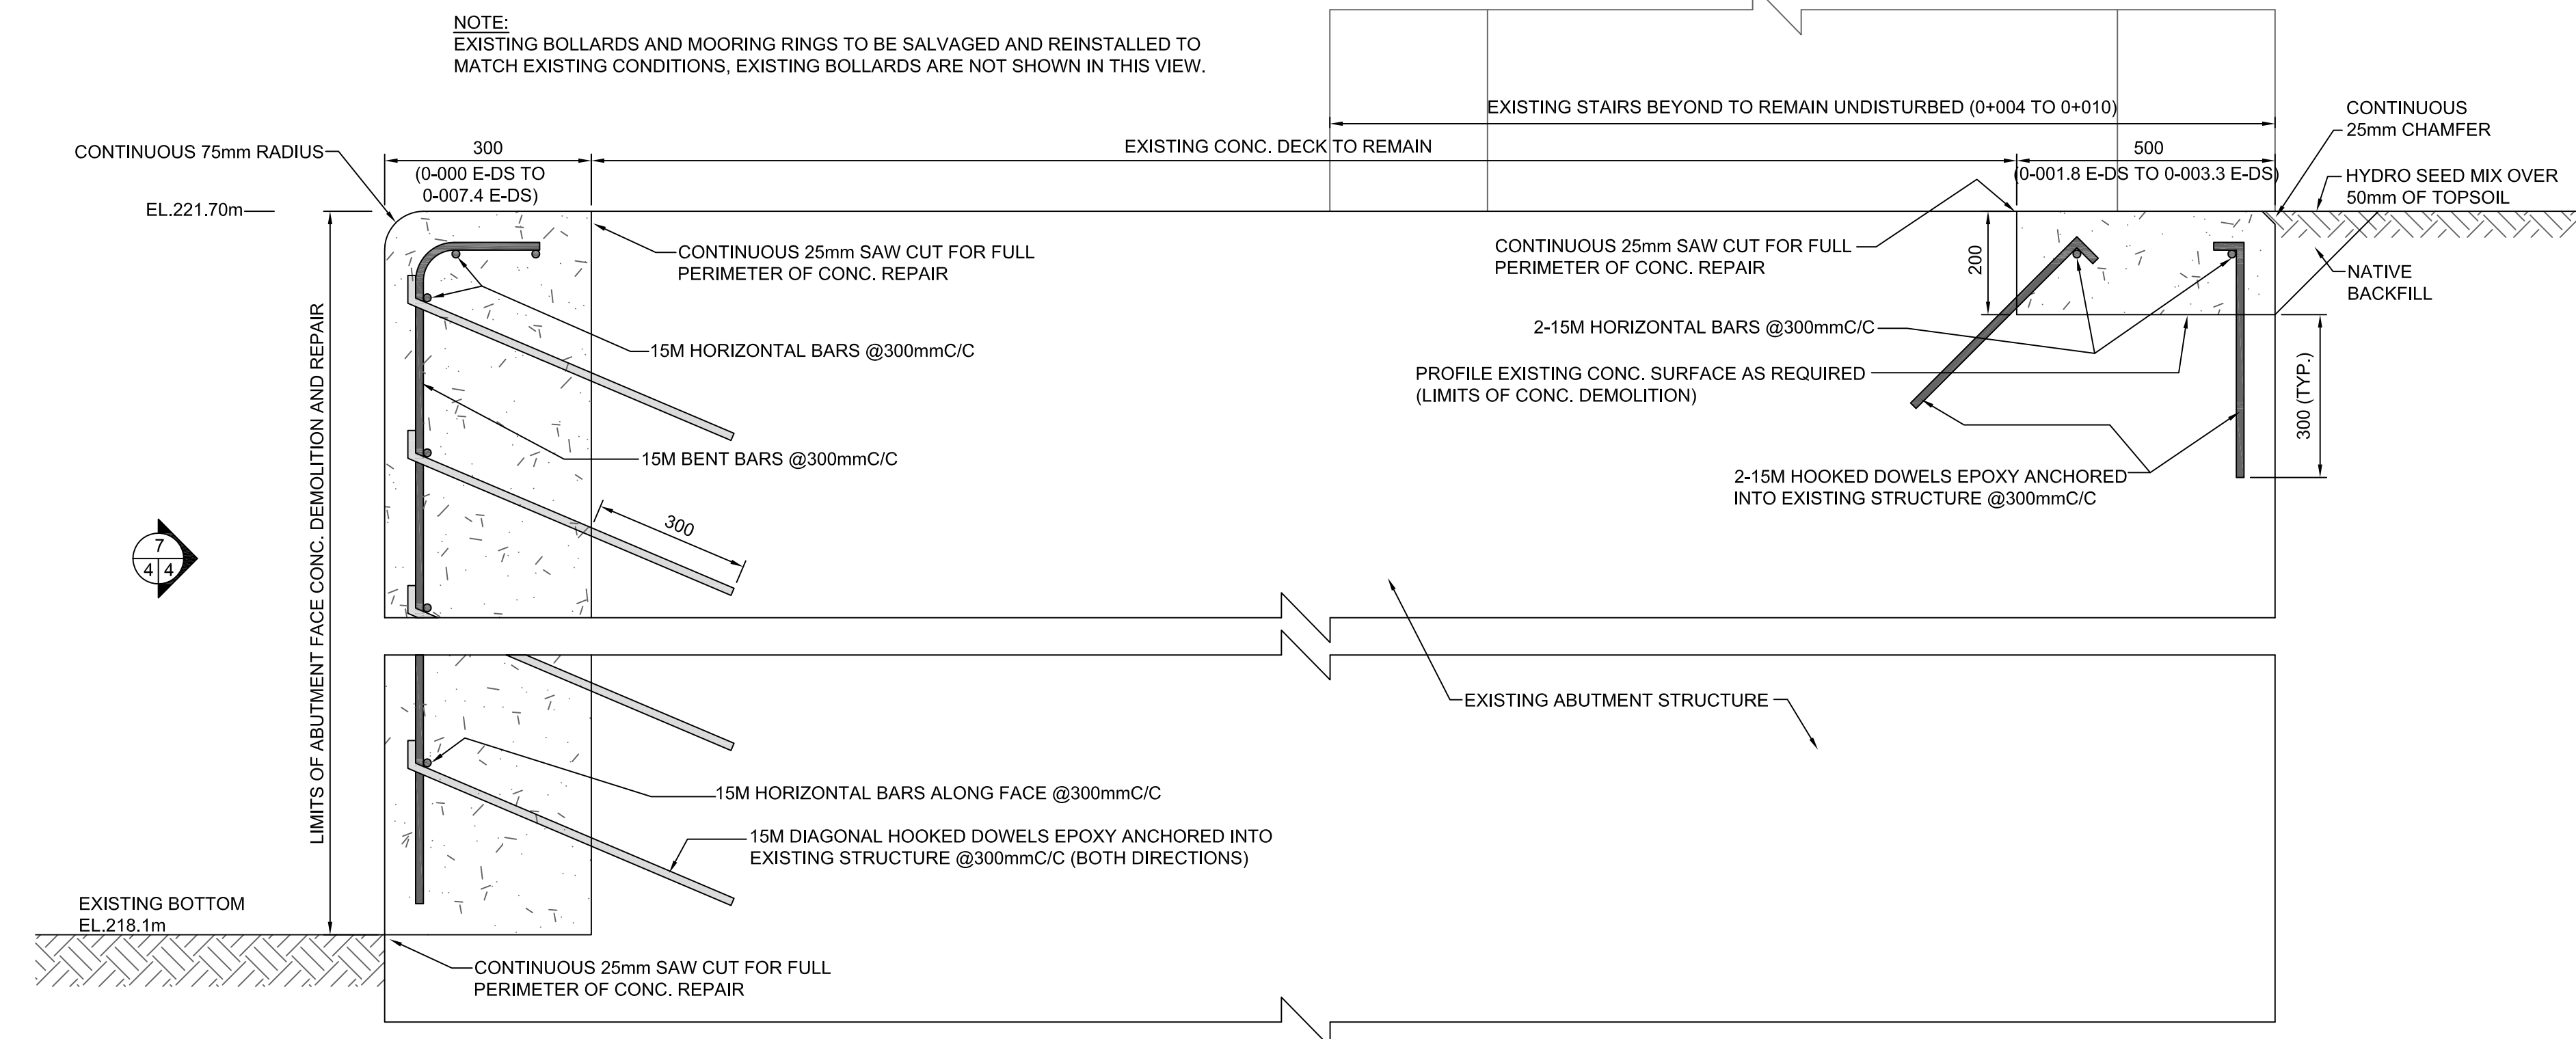 NOTE:
EXISTING BOLLARDS AND MOORING RINGS TO BE SALVAGED AND REINSTALLED TO
MATCH EXISTING CONDITIONS, EXISTING BOLLARDS ARE NOT SHOWN IN THIS VIEW.
EXISTING STAIRS BEYOND TO REMAIN UNDISTURBED (0+004 TO 0+010)
CONTINUOUS
25mm CHAMFER
CONTINUOUS 75mm RADIUS
300
(0-000 E-DS TO
0-007.4 E-DS)
EXISTING CONC. DECK TO REMAIN
500
(0-001.8 E-DS TO 0-003.3 E-DS)
HYDRO SEED MIX OVER
50mm OF TOPSOIL
EL.221.70m
CONTINUOUS 25mm SAW CUT FOR FULL
PERIMETER OF CONC. REPAIR
CONTINUOUS 25mm SAW CUT FOR FULL
PERIMETER OF CONC. REPAIR
200
NATIVE
BACKFILL
2-15M HORIZONTAL BARS @300mmC/C
15M HORIZONTAL BARS @300mmC/C
PROFILE EXISTING CONC. SURFACE AS REQUIRED
(LIMITS OF CONC. DEMOLITION)
300 (TYP.)
15M BENT BARS @300mmC/C
2-15M HOOKED DOWELS EPOXY ANCHORED
INTO EXISTING STRUCTURE @300mmC/C
300
LIMITS OF ABUTMENT FACE CONC. DEMOLITION AND REPAIR
7
4 4
EXISTING ABUTMENT STRUCTURE
15M HORIZONTAL BARS ALONG FACE @300mmC/C
15M DIAGONAL HOOKED DOWELS EPOXY ANCHORED INTO
EXISTING STRUCTURE @300mmC/C (BOTH DIRECTIONS)
EXISTING BOTTOM
EL.218.1m
CONTINUOUS 25mm SAW CUT FOR FULL
PERIMETER OF CONC. REPAIR